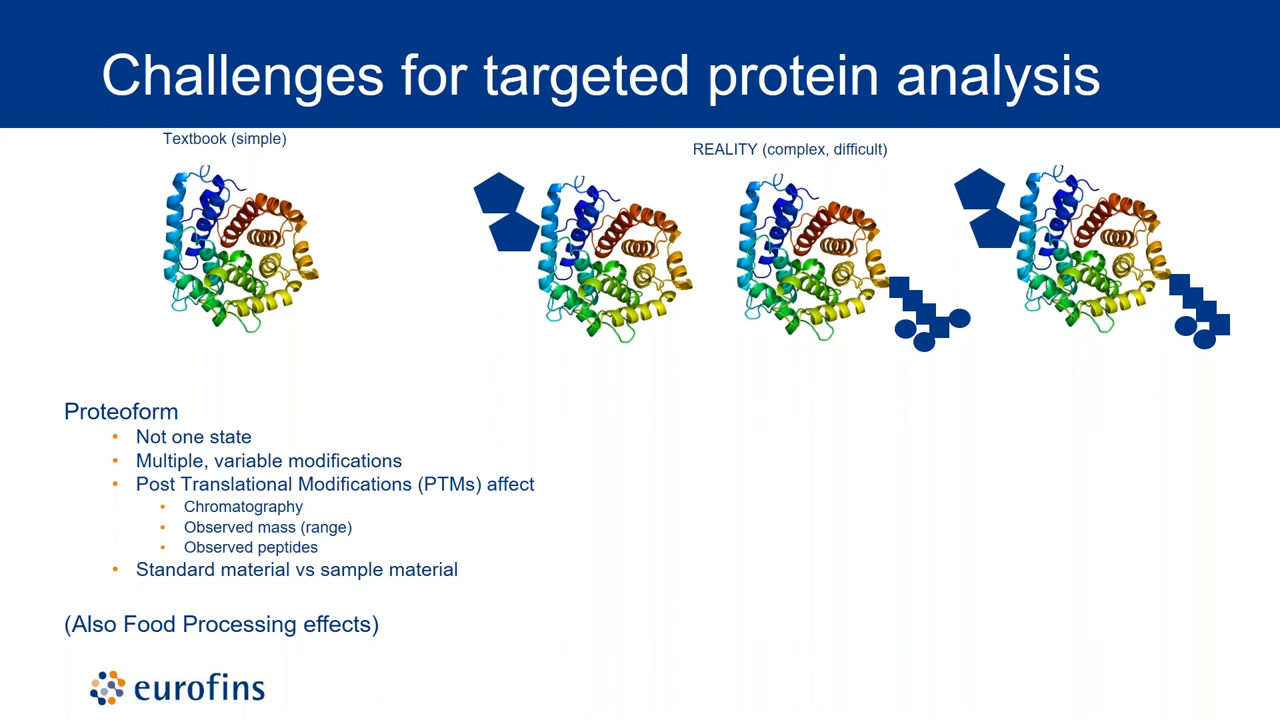 Challenges for targeted protein analysis
Textbook (simple)
REALITY (complex, difficult)
Proteoform
• Not one state
• Multiple, variable modifications
• Post Translational Modifications (PTMs) affect
• Chromatography
• Observed mass (range)
• Observed peptides
• Standard material vs sample material
(Also Food Processing effects)
eurofins